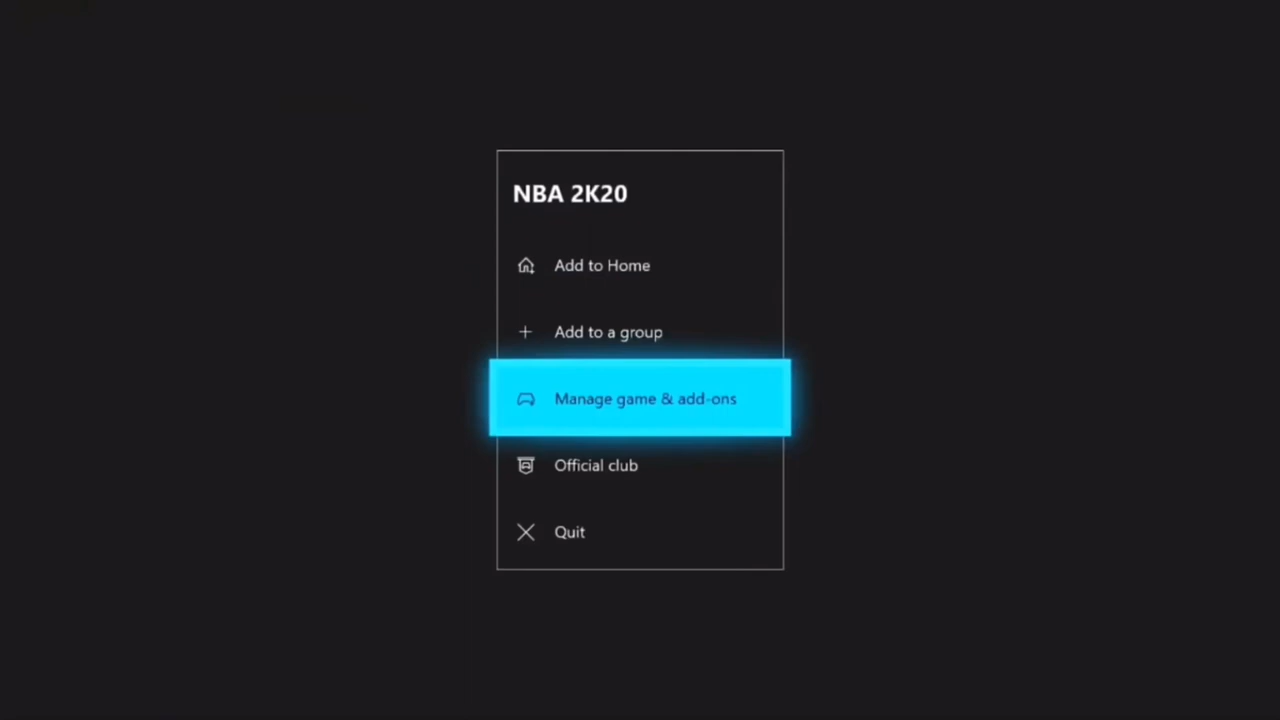 NBA 2K20
Add to Home
Add to a group
Manage game & add-ons
Official club
Quit